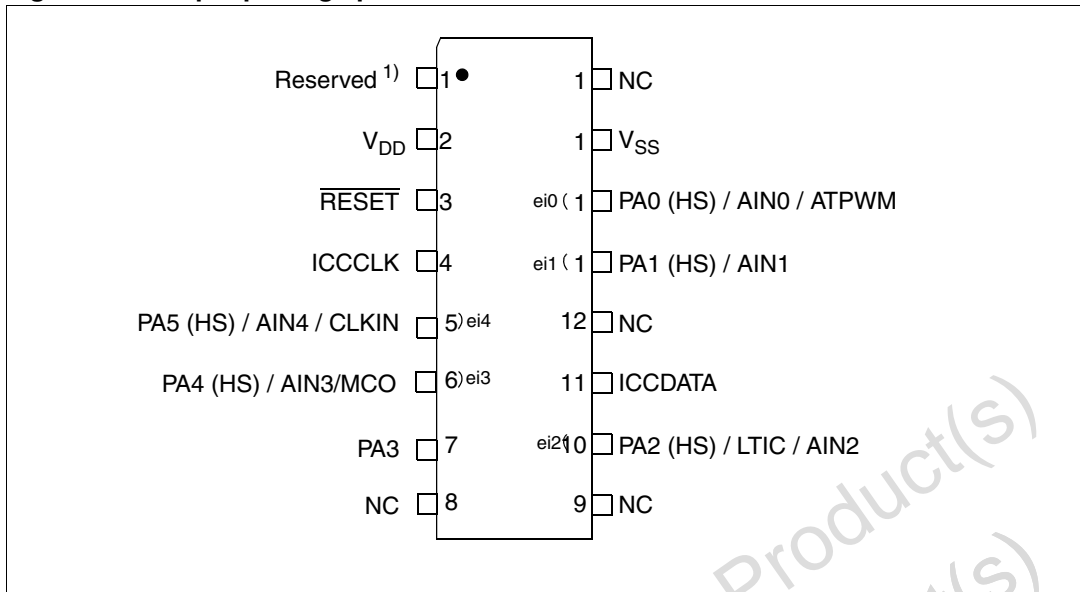 Reserved 1)
1
1
NC
VDD
2
1
VSS
RESET
3
ei0 ( 1
PA0 (HS) / AIN0 / ATPWM
ICCCLK
4
ei1 ( 1
PA1 (HS) / AIN1
PA5 (HS) / AIN4 / CLKIN
5) ei4
12
NC
PA4 (HS) / AIN3/MCO
6) ei3
11
ICCDATA
PA3
7
ei2(10
PA2 (HS) / LTIC / AIN2
NC
8
9
NC
Product(s)